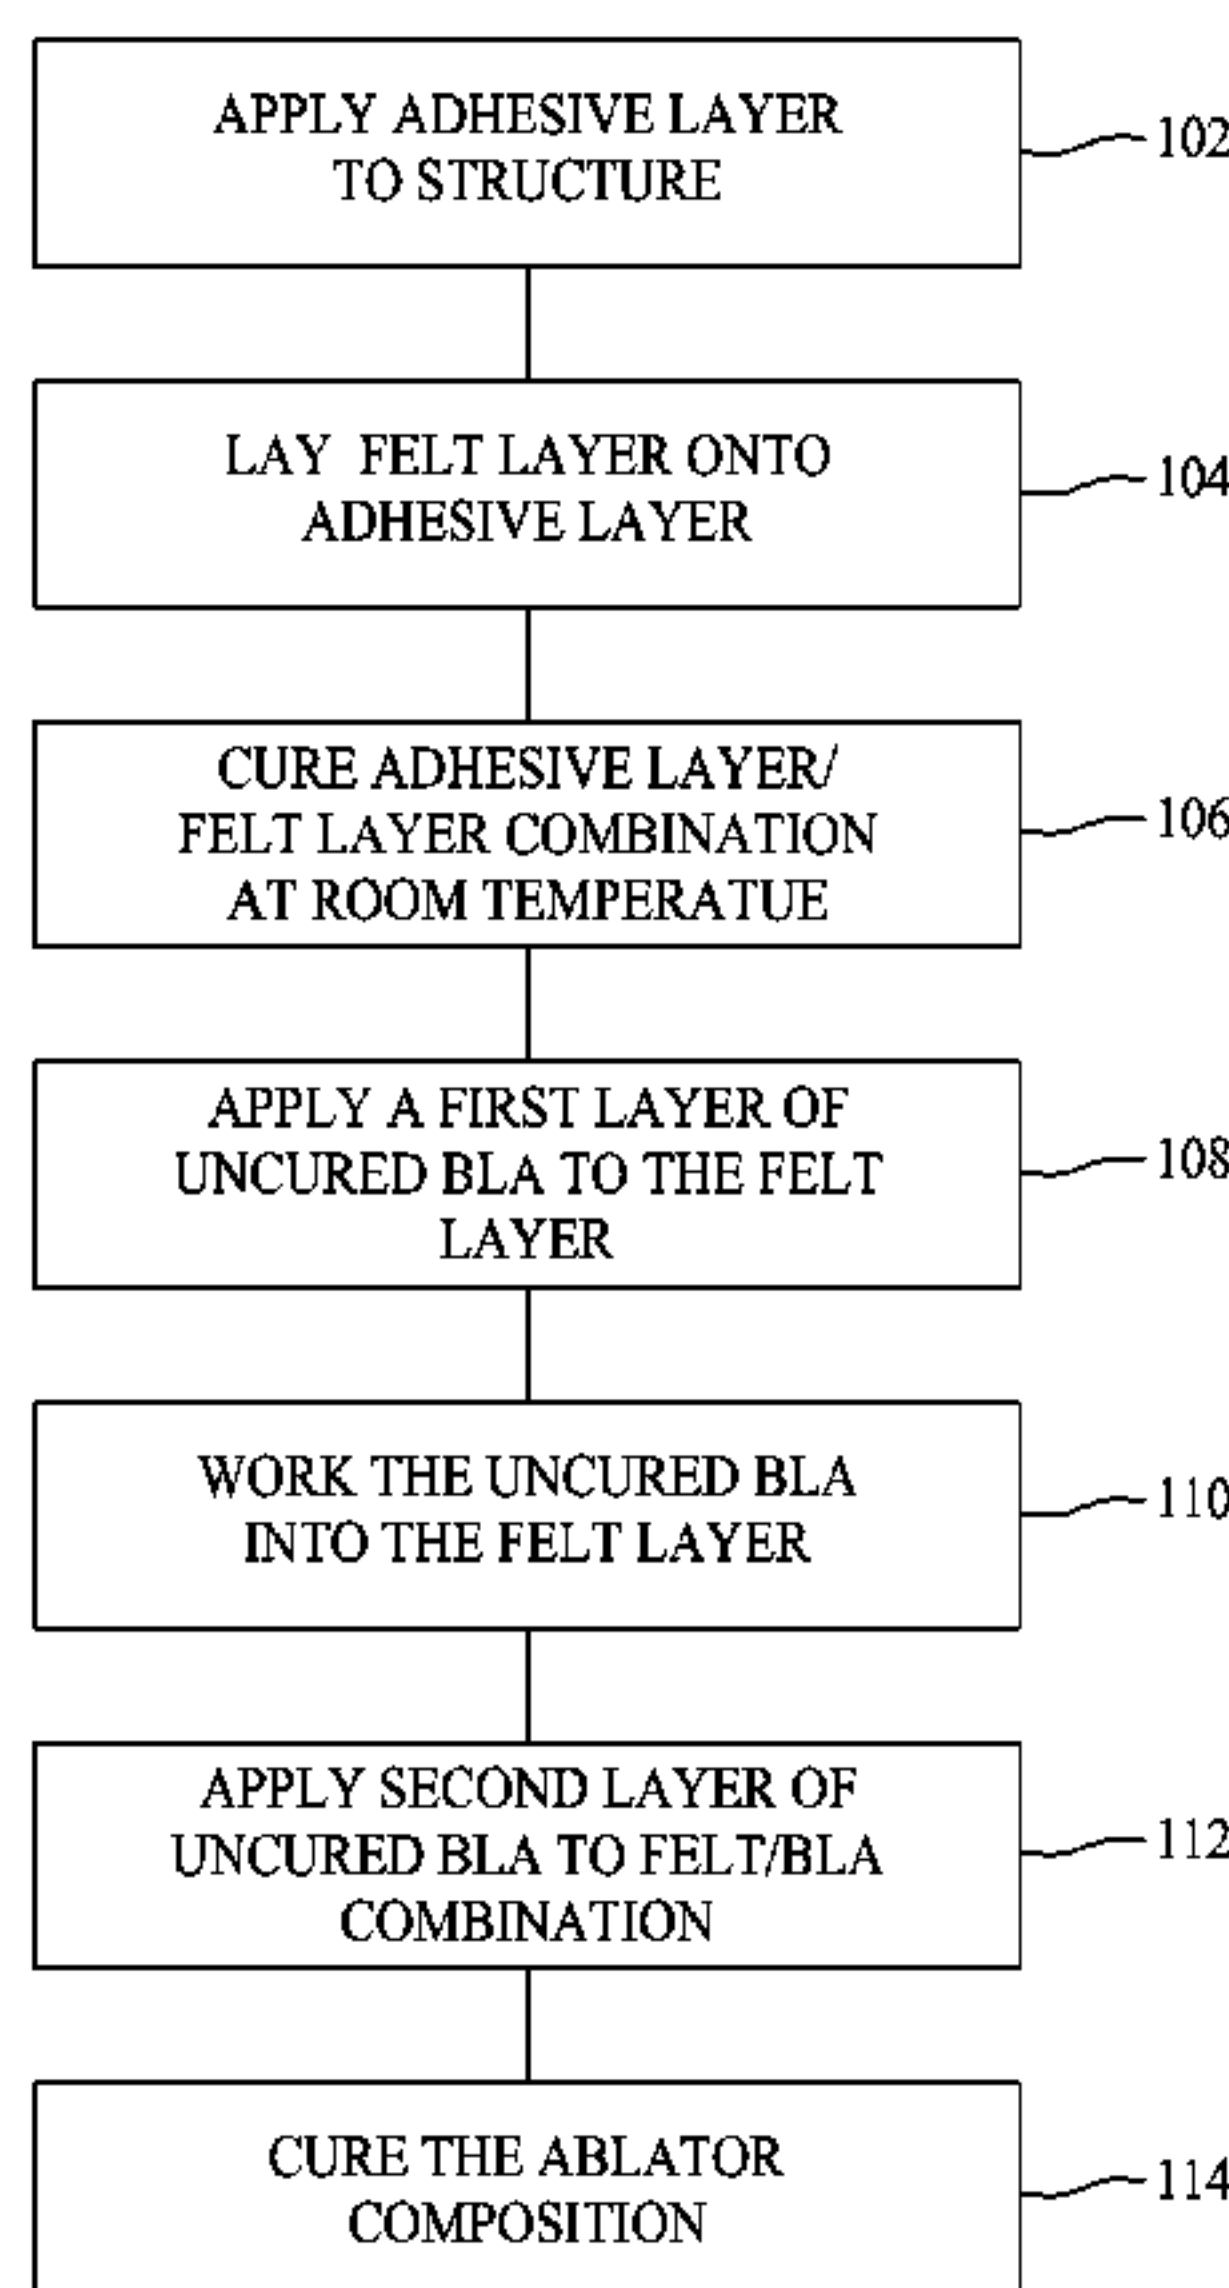 APPLY ADHESIVE LAYER
TO STRUCTURE
102
LAY FELT LAYER ONTO
ADHESIVE LAYER
104
CURE ADHESIVE LAYER/
FELT LAYER COMBINATION
AT ROOM TEMPERATUE
106
APPLY A FIRST LAYER OF
UNCURED BLA TO THE FELT
LAYER
108
WORK THE UNCURED BLA
INTO THE FELT LAYER
110
APPLY SECOND LAYER OF
UNCURED BLA TO FELT/BLA
COMBINATION
112
CURE THE ABLATOR
COMPOSITION
114